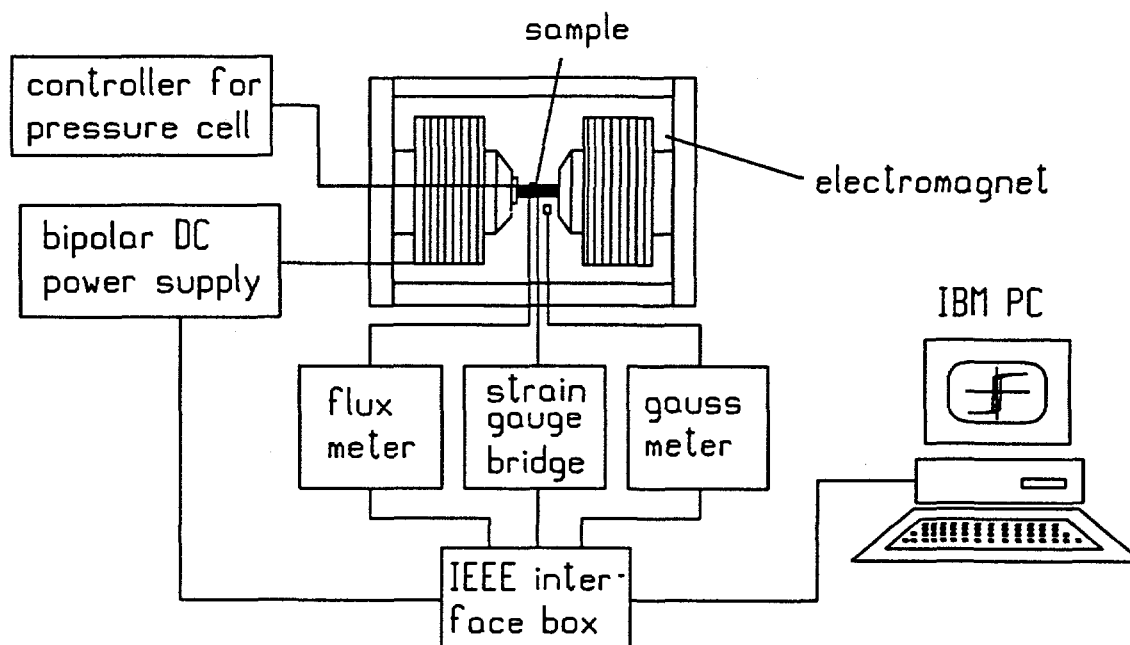 sample
controller for
pressure cell
electromagnet
bipolar DC
power supply
IBM PC
flux
meter
strain
gauge
bridge
gauss
meter
IEEE inter-
face box